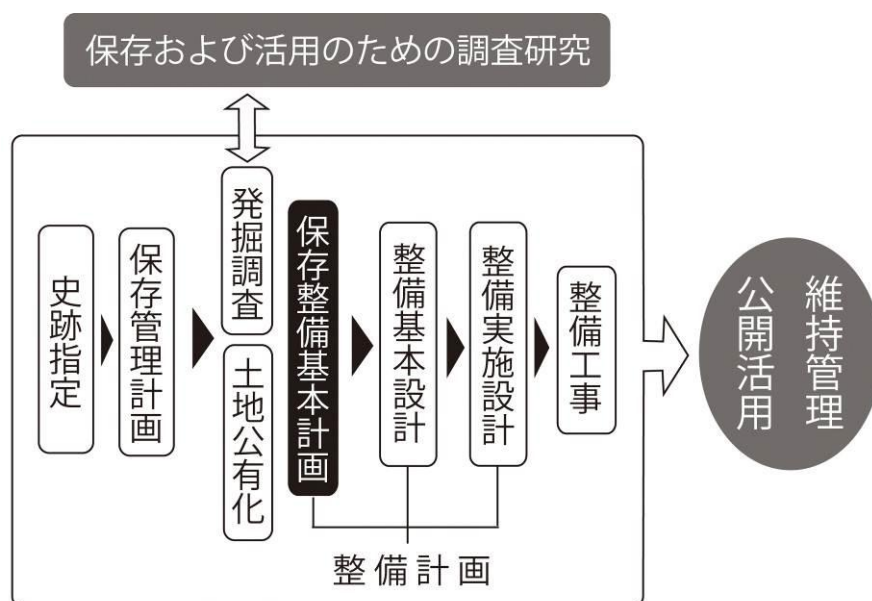 保存および活用のための調査研究
史跡指定
保存管理計画
発掘調査
土地公有化
保存整備基本計画
整備基本設計
整備実施設計
整備工事
整備計画
維持管理
公開活用